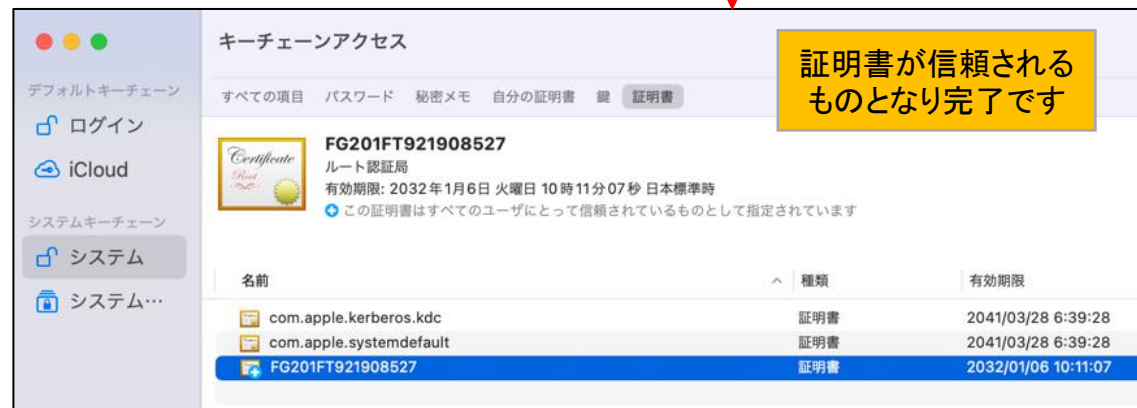 キーチェーンアクセス
証明書が信頼される
ものとなり完了です
デフォルトキーチェーン
ログイン
iCloud
システムキーチェーン
システム
システム…
すべての項目 パスワード 秘密メモ 自分の証明書 鍵 証明書
Certificate
Root
FG201FT921908527
ルート認証局
有効期限: 2032年1月6日 火曜日 10時11分07秒 日本標準時
この証明書はすべてのユーザにとって信頼されているものとして指定されています
名前 種類 有効期限
com.apple.kerberos.kdc 証明書 2041/03/28 6:39:28
com.apple.systemdefault 証明書 2041/03/28 6:39:28
FG201FT921908527 証明書 2032/01/06 10:11:07